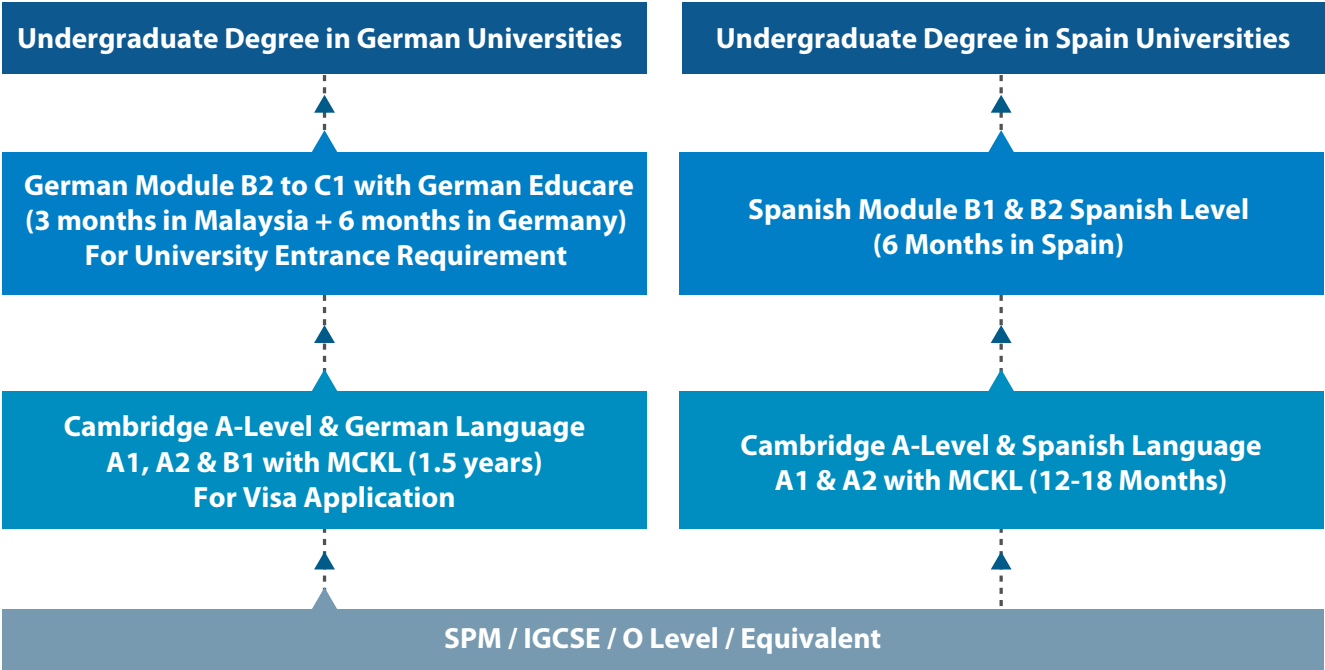 Undergraduate Degree in German Universities
Undergraduate Degree in Spain Universities
German Module B2 to C1 with German Educare
(3 months in Malaysia + 6 months in Germany)
For University Entrance Requirement
Spanish Module B1 & B2 Spanish Level
(6 Months in Spain)
Cambridge A-Level & German Language
A1, A2 & B1 with MCKL (1.5 years)
For Visa Application
Cambridge A-Level & Spanish Language
A1 & A2 with MCKL (12-18 Months)
SPM / IGCSE / O Level / Equivalent